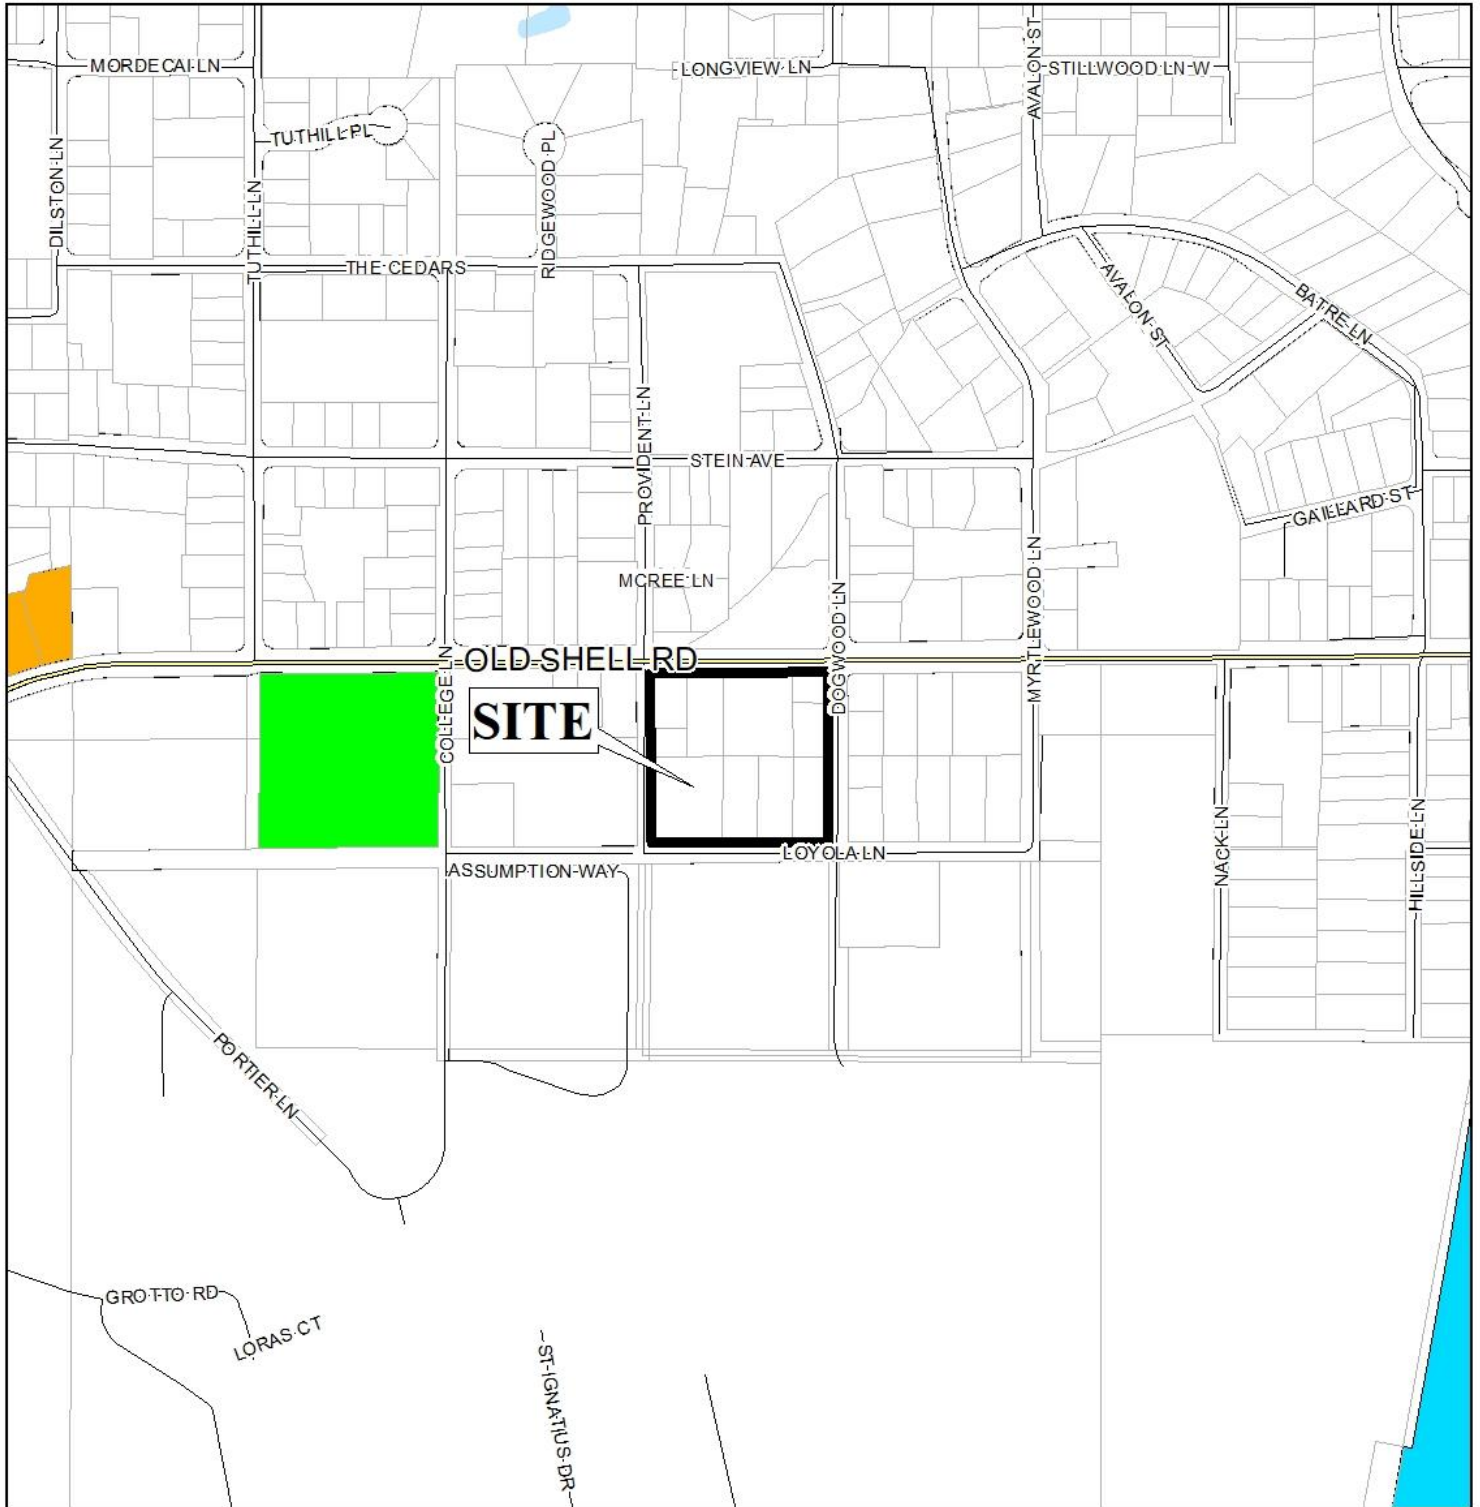 MORDECAI LN
LONGVIEW LN
AVALON ST
STILLWOOD LN W
TUTHILL PL
DILSTON LN
RIDGEWOOD PL
TUTHILL LN
THE CEDARS
AVALON ST
BATRE LN
PROVIDENT LN
STEIN AVE
GAILLARD ST
MCREE LN
DOGWOOD LN
MYRTLEWOOD LN
OLD SHELL RD
COLLEGE LN
SITE
NACK LN
HILLSIDE LN
LOYOLA LN
ASSUMPTION WAY
PORTIER LN
GROTTO RD
LORAS CT
ST IGNATIUS DR